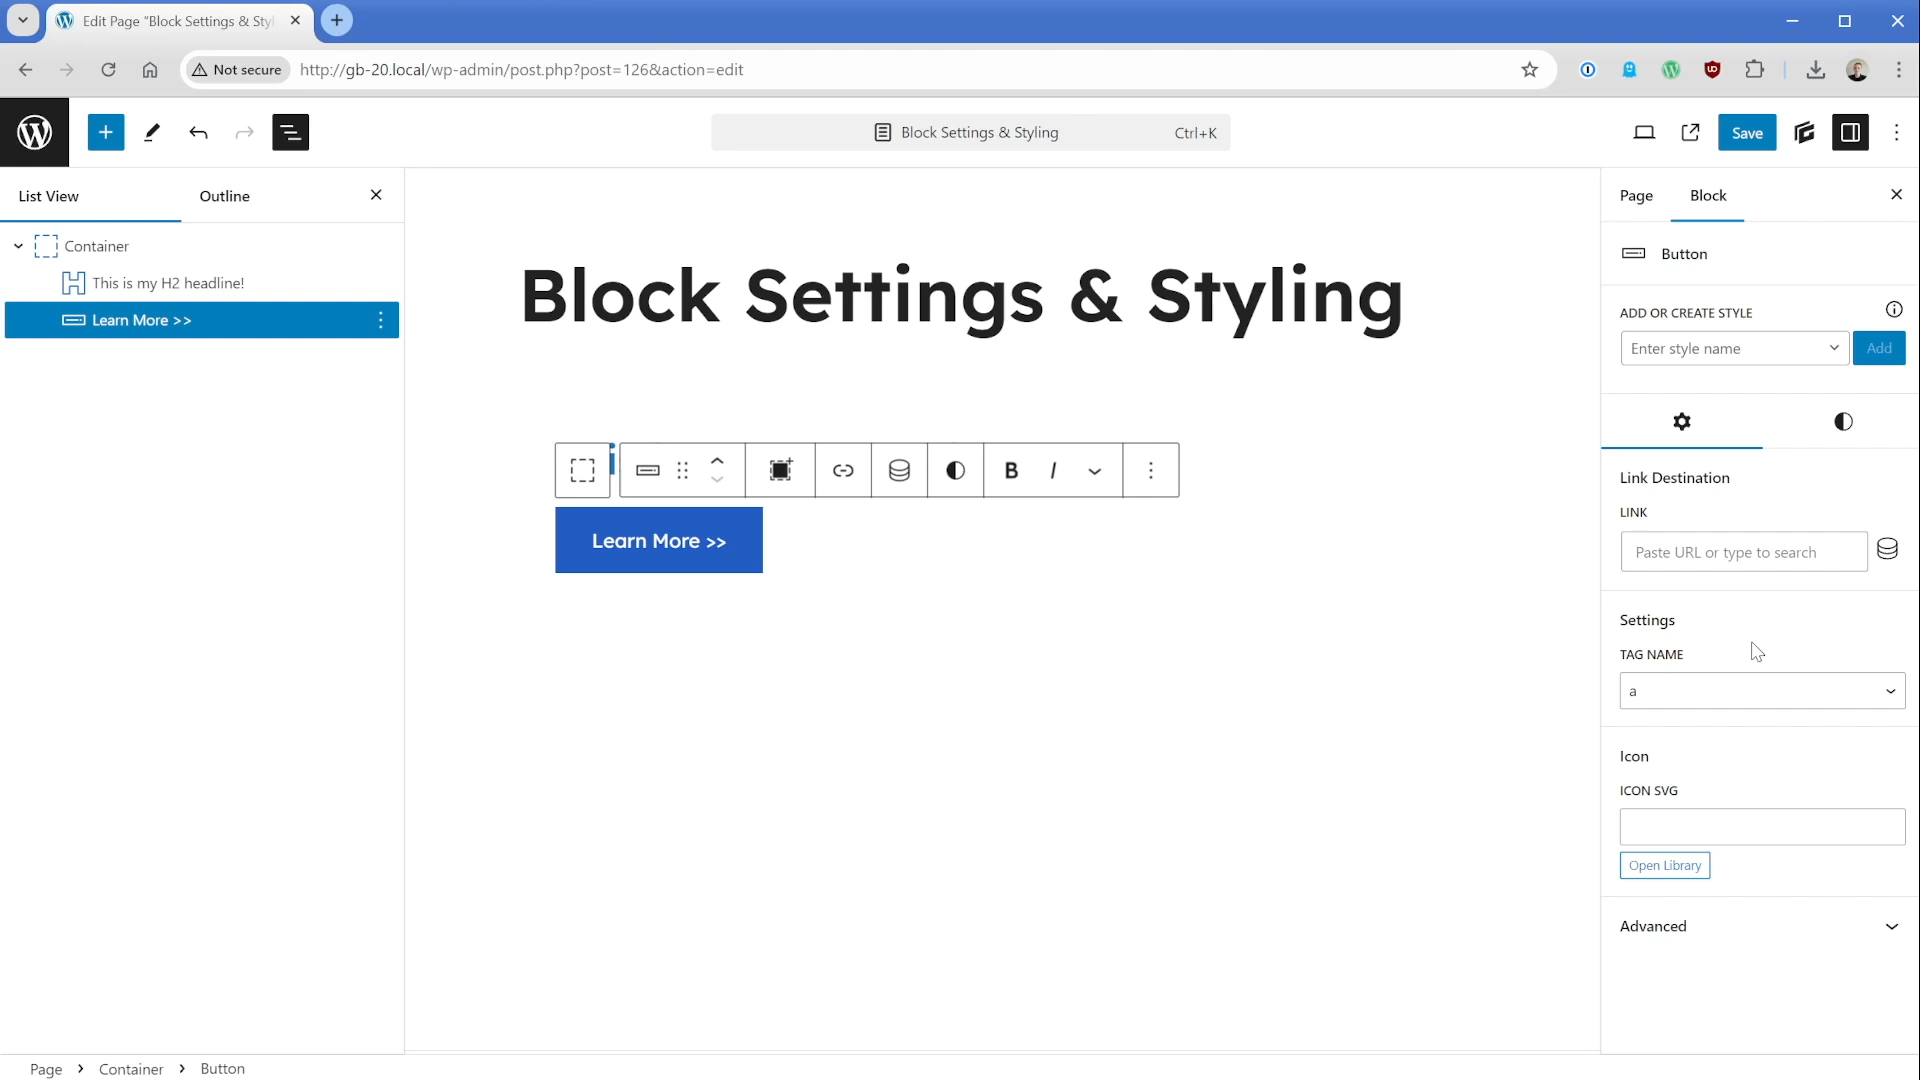 Edit Page “Block Settings & Styl
Not secure
http://gb-20.local/wp-admin/post.php?post=126&action=edit
Block Settings & Styling
Ctrl+K
Save
List View
Outline
Container
This is my H2 headline!
Learn More >>
Block Settings & Styling
Learn More >>
B I
Page
Block
Button
ADD OR CREATE STYLE
Enter style name
Add
Link Destination
LINK
Paste URL or type to search
Settings
TAG NAME
a
Icon
ICON SVG
Open Library
Advanced
Page
Container
Button